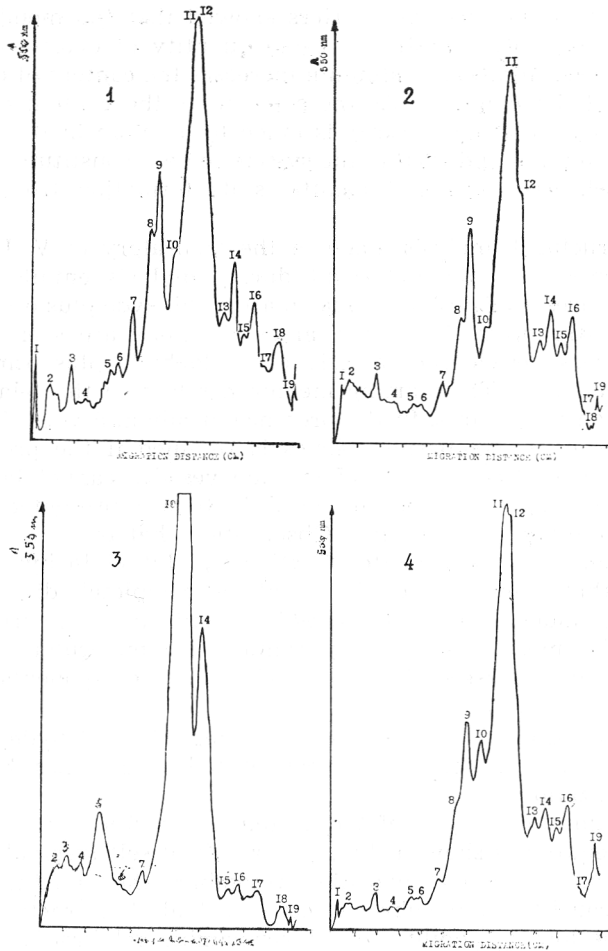 A
550 nm
1
II I2
9
8
I0
I4
7
I3
I6
I5
I8
I7
I
2
3
4
5
6
I9
MIGRATION DISTANCE (CM)
A
550 nm
2
II
I2
9
8
I0
I4
I3
I5
I6
7
I
2
3
4
5 6
I7
I8
I9
MIGRATION DISTANCE (CM)
A
550 nm
3
I4
5
2
3
4
6
7
I5
I6
I7
I8
I9
550 nm
4
II
I2
9
I0
8
I3
I4
I5
I6
7
I
2
3
4
5 6
I7
I9
MIGRATION DISTANCE (CM)